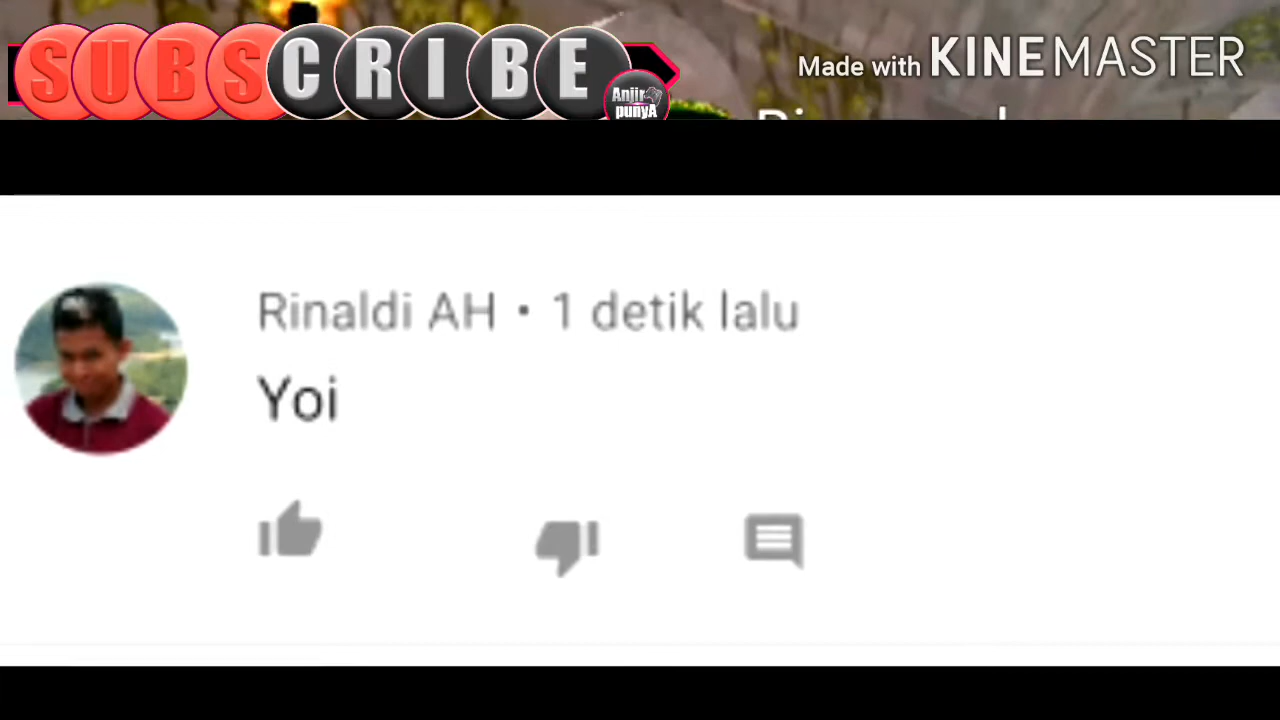 SUBSCRIBE
Anjir
punyA
Made with KINEMASTER
Rinaldi AH • 1 detik lalu
Yoi